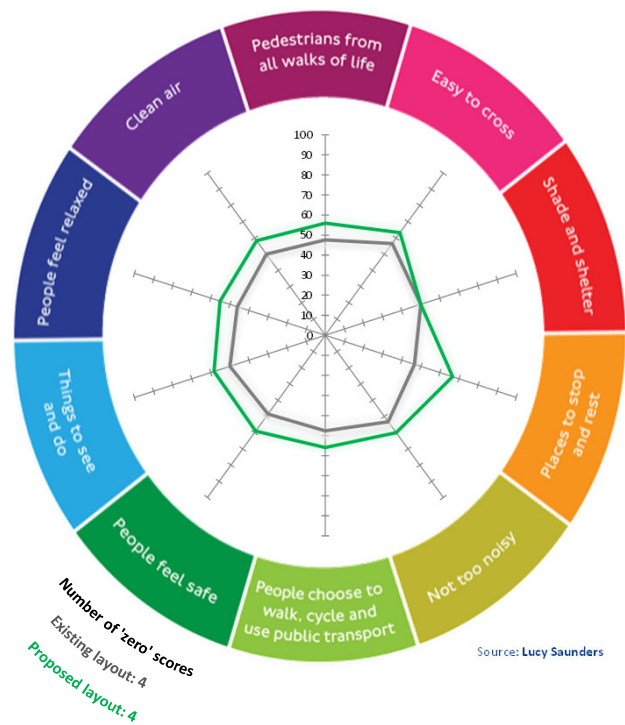 Pedestrians from
all walks of life
Easy to cross
Shade and shelter
Places to stop
and rest
Not too noisy
People choose to
walk, cycle and
use public transport
People feel safe
Things to see
and do
People feel relaxed
Clean air
100
90
80
70
60
50
40
30
20
10
0
Number of 'zero' scores
Existing layout: 4
Proposed layout: 4
Source: Lucy Saunders